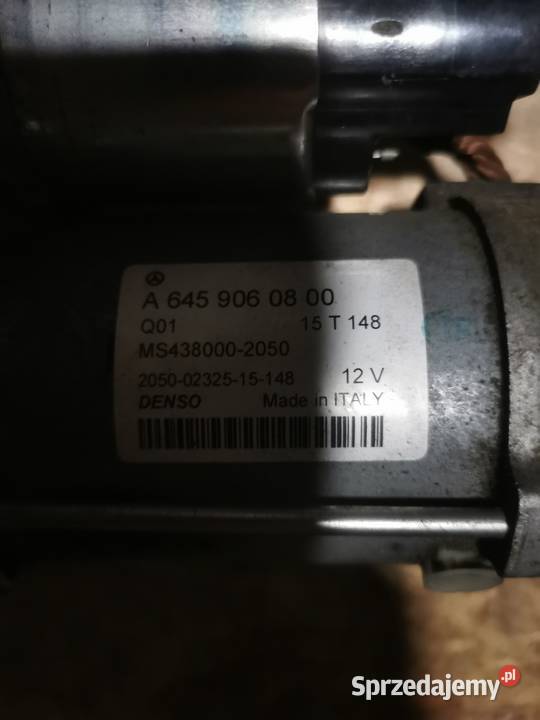 A 645 906 08 00
Q01 15 T 148
MS438000-2050
2050-02325-15-148 12 V
DENSO Made in ITALY
Sprzedajemy.pl